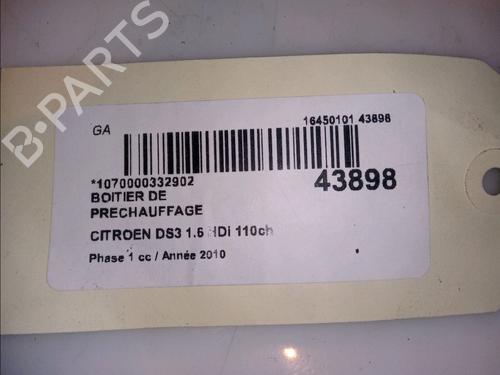 B-PARTS
GA
16450101 43898
*1070000332902
43898
BOITIER DE
PRECHAUFFAGE
CITROEN DS3 1.6 HDi 110ch
Phase 1 cc / Année 2010